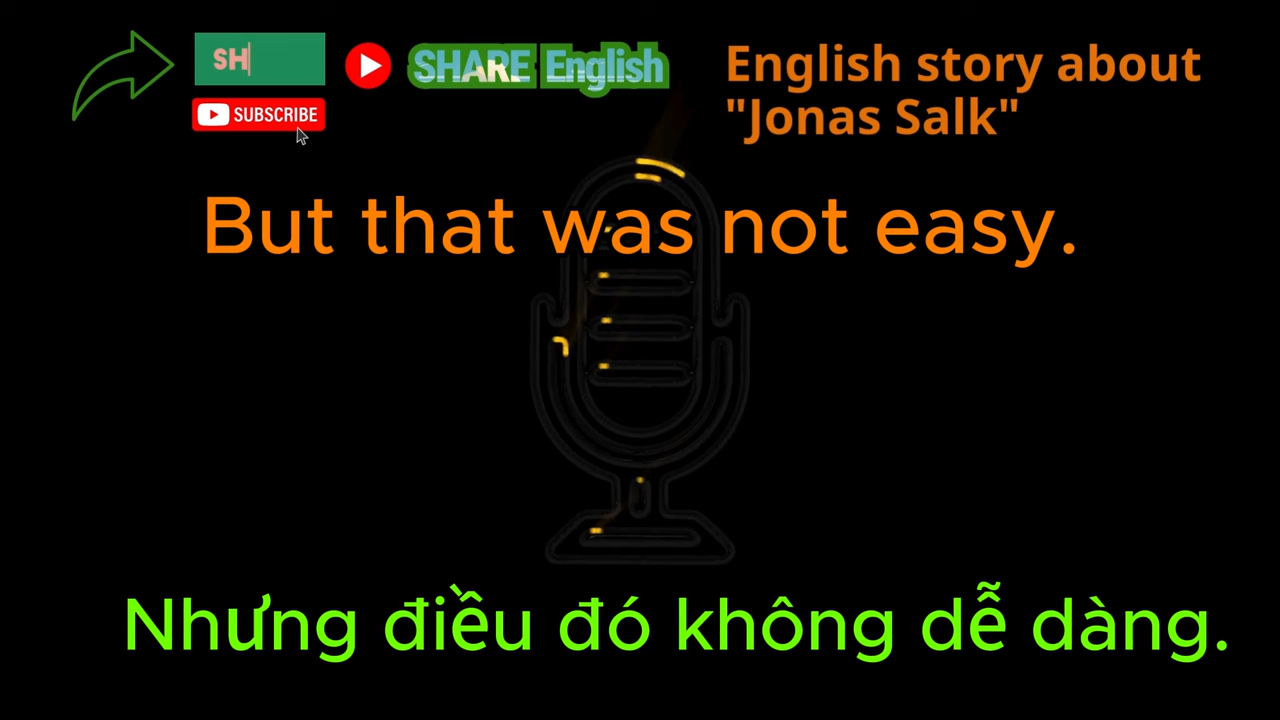 SH
SUBSCRIBE
SHARE English
English story about
"Jonas Salk"
But that was not easy.
Nhưng điều đó không dễ dàng.